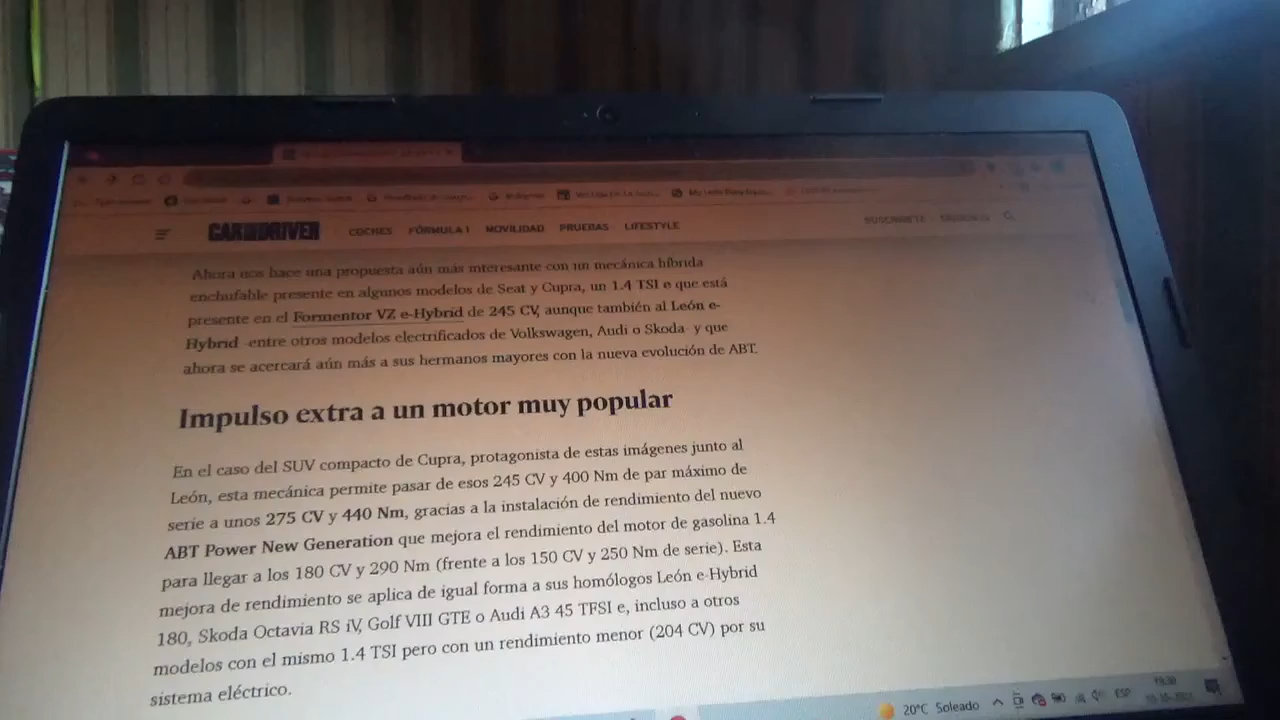 CAR AND DRIVER COCHES FÓRMULA 1 MOVILIDAD PRUEBAS LIFESTYLE SUSCRÍBETE
Ahora nos hace una propuesta aún más interesante con un mecánica híbrida
enchufable presente en algunos modelos de Seat y Cupra, un 1.4 TSI e que está
presente en el Formentor VZ e-Hybrid de 245 CV, aunque también al León e-
Hybrid -entre otros modelos electrificados de Volkswagen, Audi o Skoda- y que
ahora se acercará aún más a sus hermanos mayores con la nueva evolución de ABT.
Impulso extra a un motor muy popular
En el caso del SUV compacto de Cupra, protagonista de estas imágenes junto al
León, esta mecánica permite pasar de esos 245 CV y 400 Nm de par máximo de
serie a unos 275 CV y 440 Nm, gracias a la instalación de rendimiento del nuevo
ABT Power New Generation que mejora el rendimiento del motor de gasolina 1.4
para llegar a los 180 CV y 290 Nm (frente a los 150 CV y 250 Nm de serie). Esta
mejora de rendimiento se aplica de igual forma a sus homólogos León e-Hybrid
180, Skoda Octavia RS iV, Golf VIII GTE o Audi A3 45 TFSI e, incluso a otros
modelos con el mismo 1.4 TSI pero con un rendimiento menor (204 CV) por su
sistema eléctrico.
20°C Soleado ESP